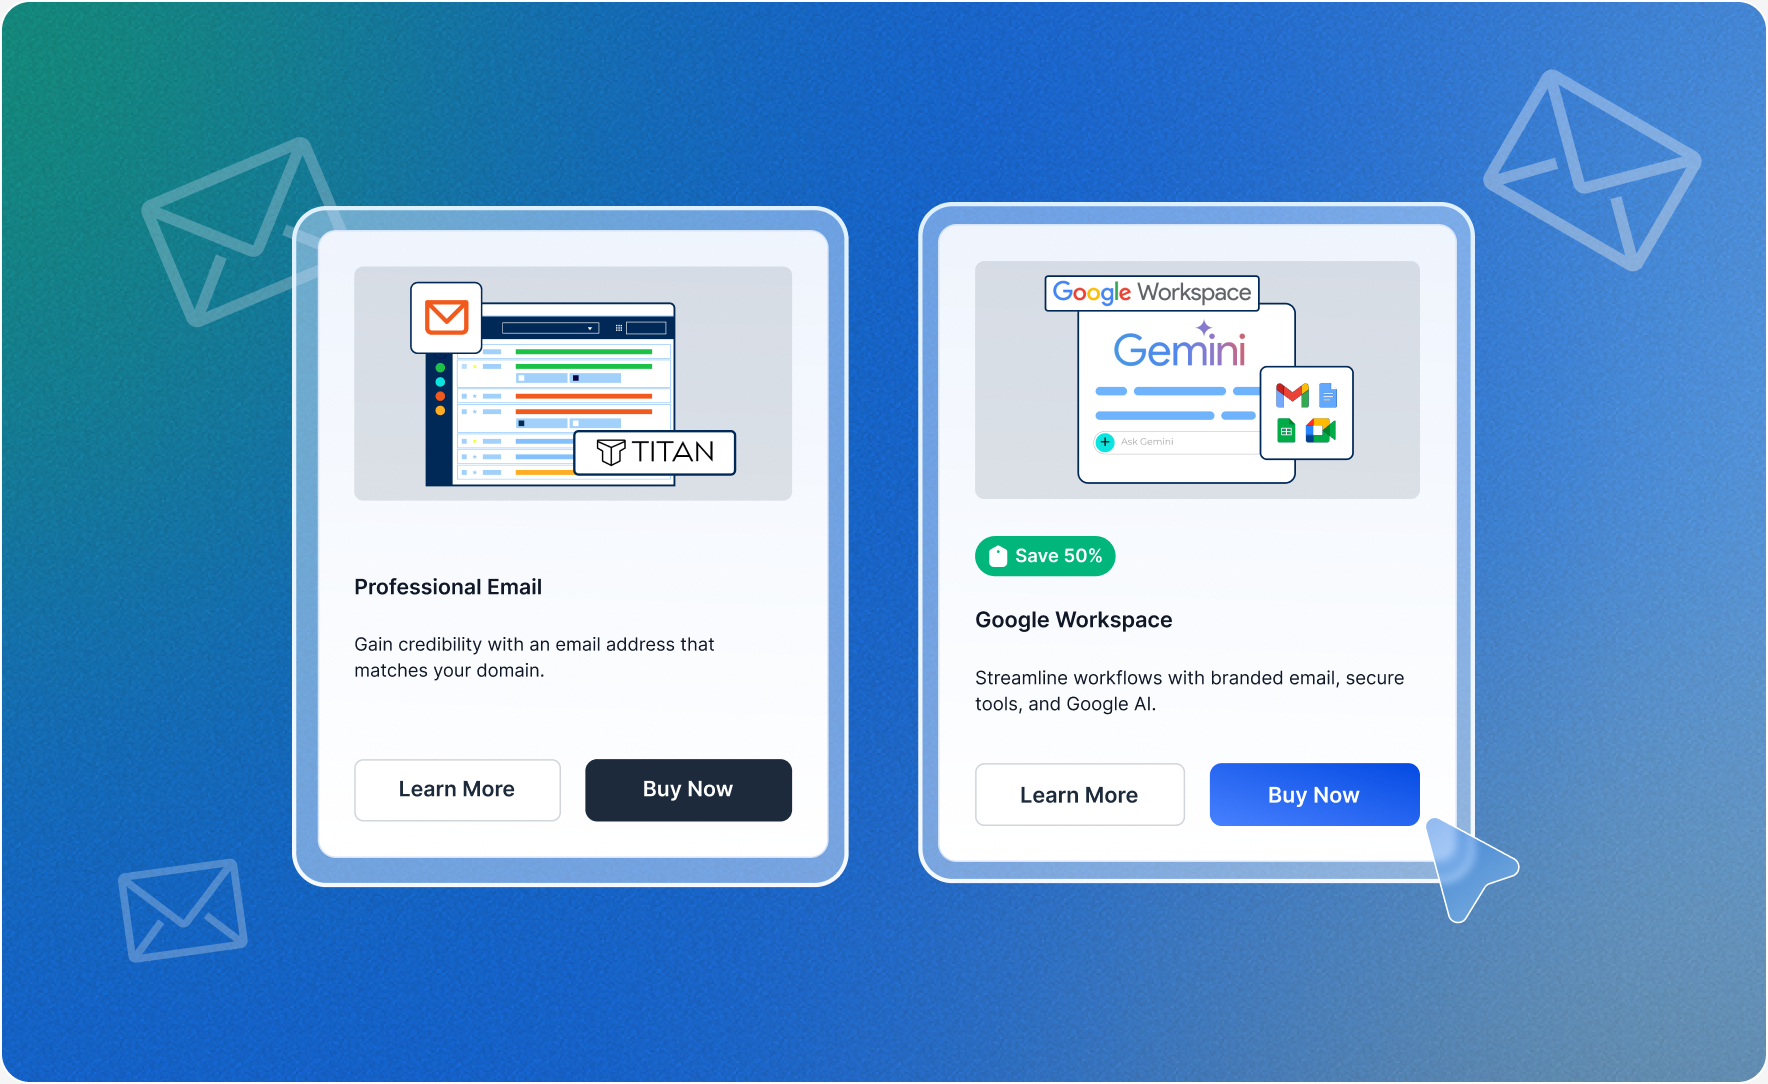 TITAN
Professional Email
Gain credibility with an email address that
matches your domain.
Learn More
Buy Now
Google Workspace
Gemini
Ask Gemini
Save 50%
Google Workspace
Streamline workflows with branded email, secure
tools, and Google AI.
Learn More
Buy Now